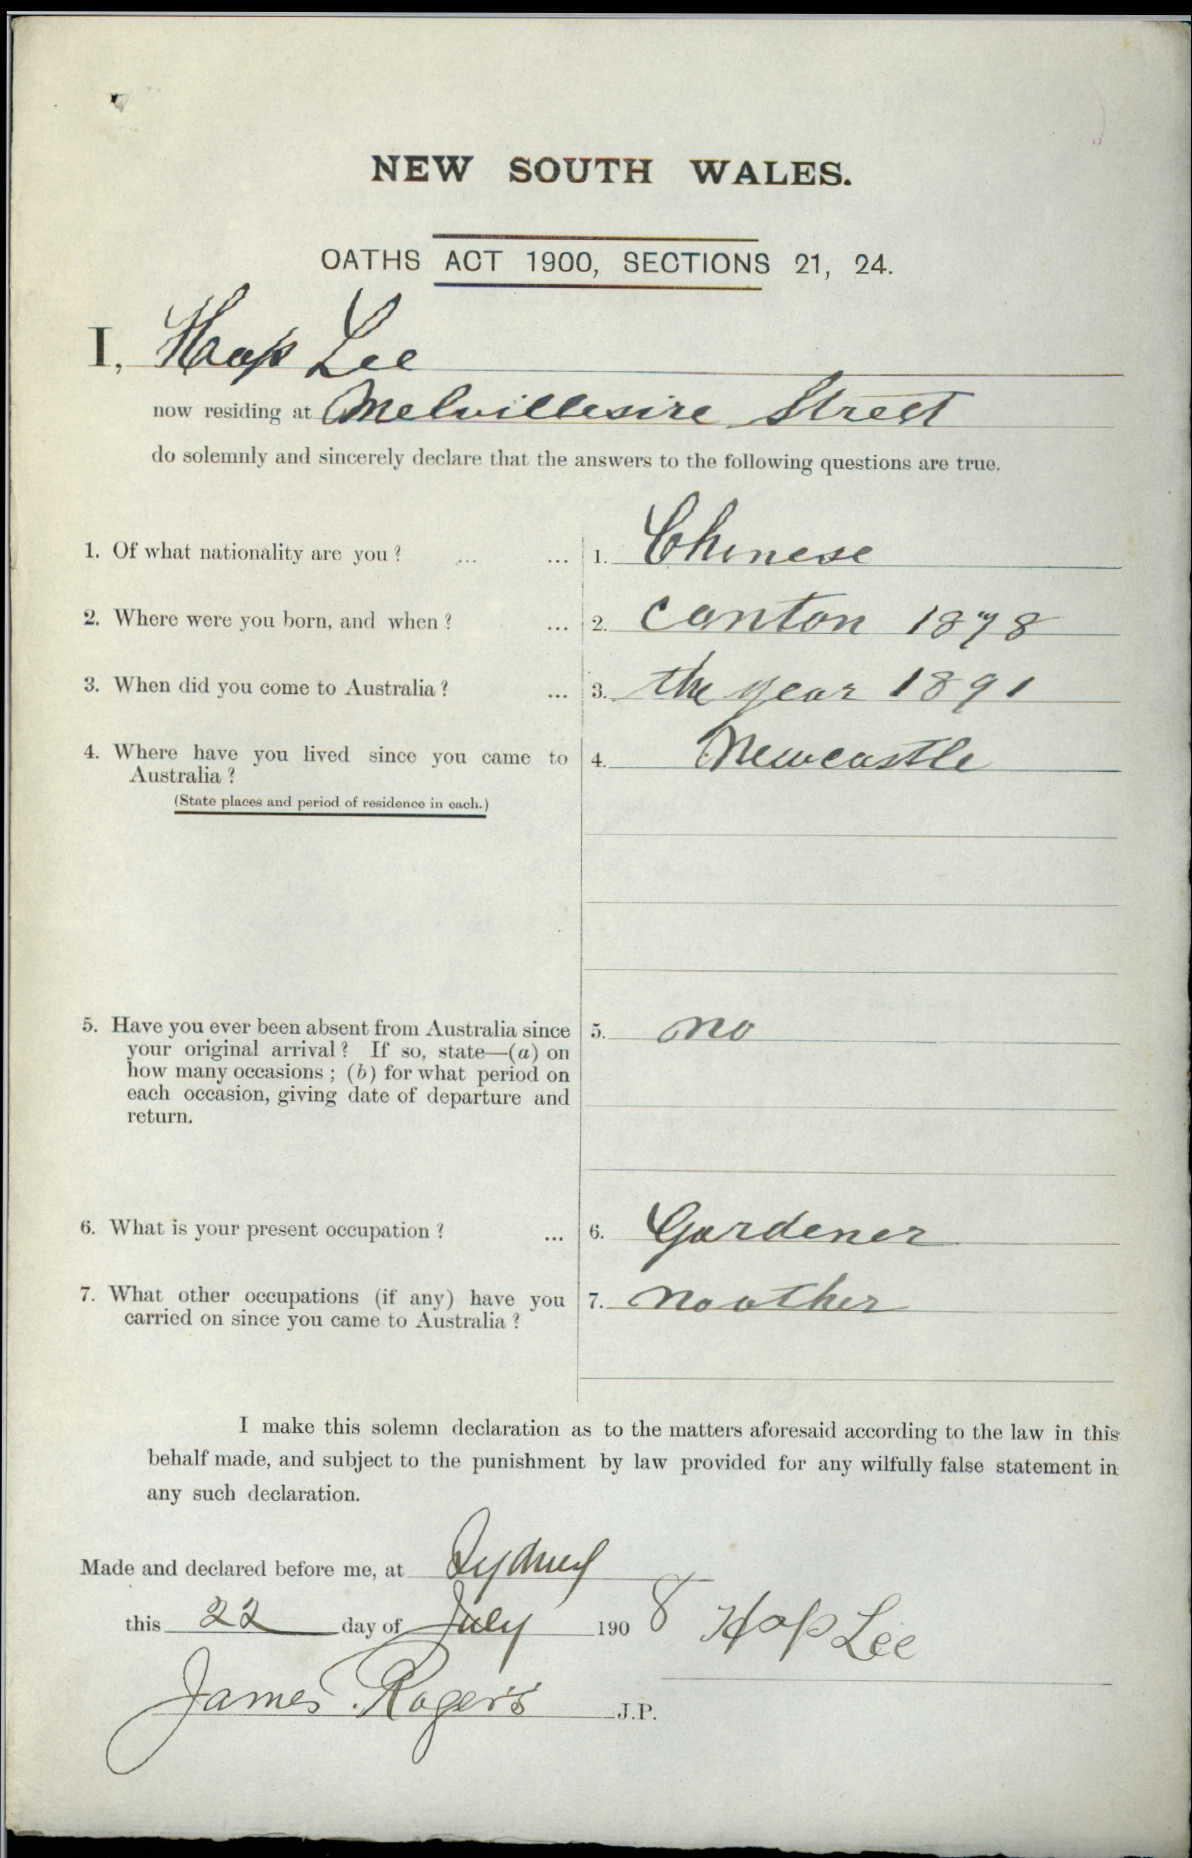 NEW SOUTH WALES.
OATHS ACT 1900, SECTIONS 21, 24.
I, Hop Lee
now residing at Melvillesire Street
do solemnly and sincerely declare that the answers to the following questions are true.
1. Of what nationality are you? ... ... 1. Chinese
2. Where were you born, and when? ... 2. Canton 1878
3. When did you come to Australia? ... 3. the year 1891
4. Where have you lived since you came to 4. Newcastle
Australia?
(State places and period of residence in each.)
5. Have you ever been absent from Australia since 5. no
your original arrival? If so, state—(a) on
how many occasions; (b) for what period on
each occasion, giving date of departure and
return.
6. What is your present occupation? ... 6. Gardener
7. What other occupations (if any) have you 7. no other
carried on since you came to Australia?
I make this solemn declaration as to the matters aforesaid according to the law in this
behalf made, and subject to the punishment by law provided for any wilfully false statement in
any such declaration.
Made and declared before me, at Sydney
this 22 day of July 1908 Hop Lee
James Rogers J.P.